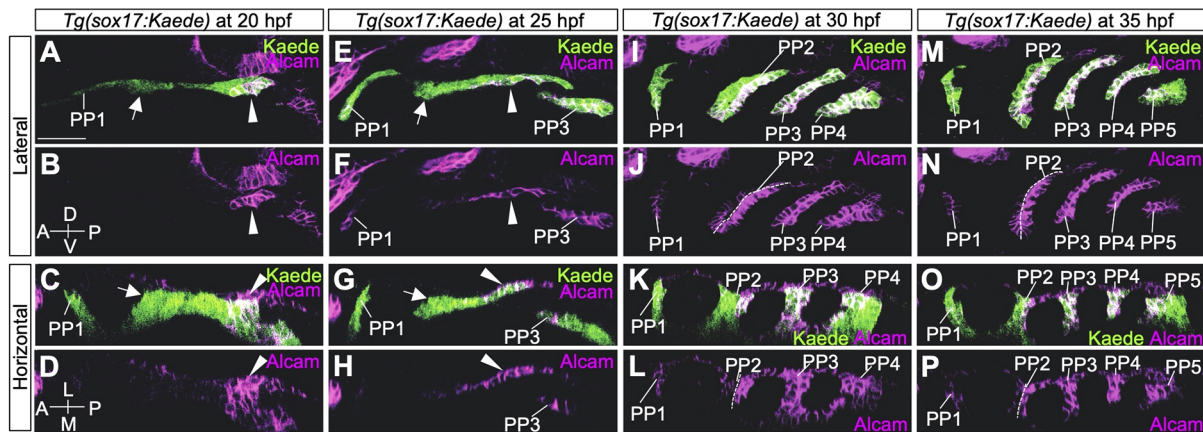 Tg(sox17:Kaede) at 20 hpf
Tg(sox17:Kaede) at 25 hpf
Tg(sox17:Kaede) at 30 hpf
Tg(sox17:Kaede) at 35 hpf
Lateral
A
Kaede
Alcam
PP1
E
Kaede
Alcam
PP1
PP3
I
Kaede
Alcam
PP2
PP1
PP3
PP4
M
Kaede
Alcam
PP2
PP1
PP3
PP4
PP5
B
Alcam
D
A
P
V
F
Alcam
PP1
PP3
J
Alcam
PP2
PP1
PP3
PP4
N
Alcam
PP2
PP1
PP3
PP4
PP5
Horizontal
C
Kaede
Alcam
PP1
G
Kaede
Alcam
PP1
PP3
K
PP2
PP3
PP4
PP1
Kaede Alcam
O
PP2
PP3
PP4
PP5
PP1
Kaede Alcam
D
Alcam
L
A
P
M
H
Alcam
PP3
L
PP2
PP3
PP4
PP1
Alcam
P
PP2
PP3
PP4
PP5
PP1
Alcam